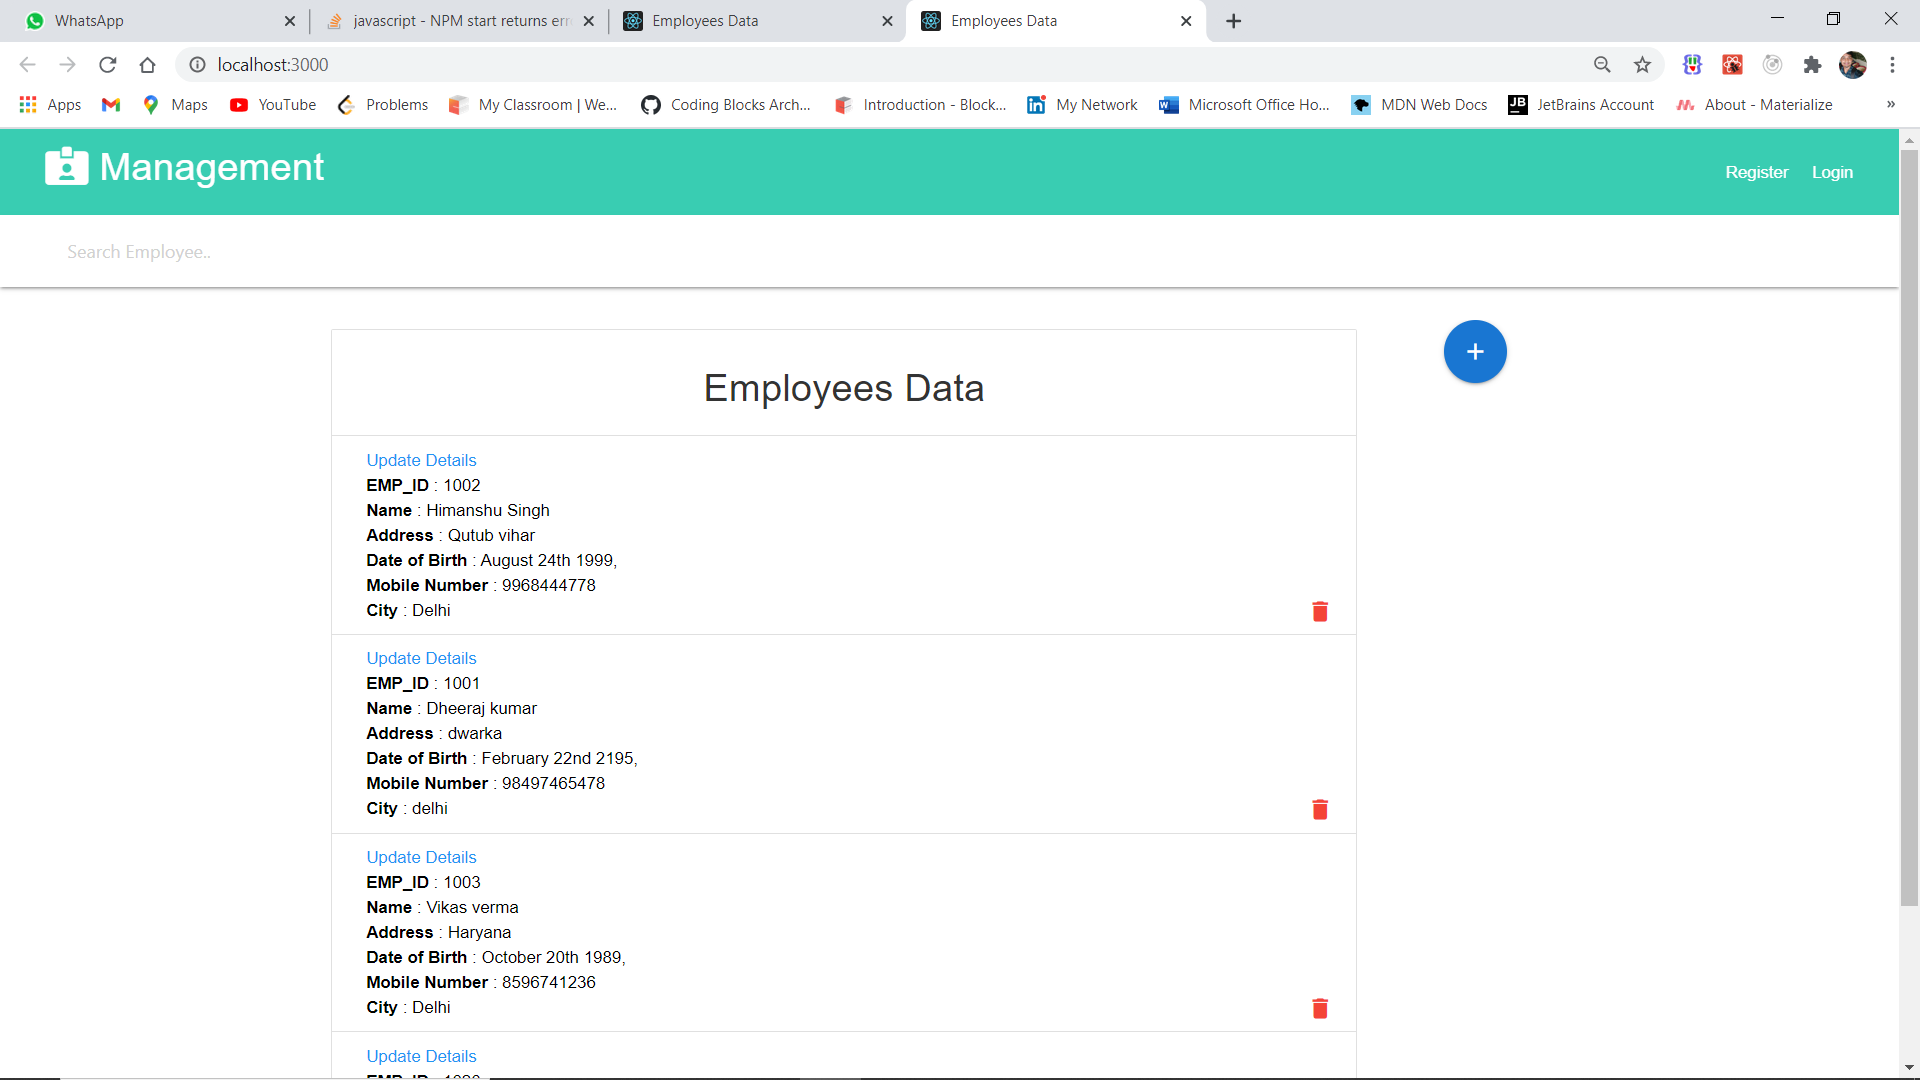 WhatsApp
javascript - NPM start returns err
Employees Data
Employees Data
localhost:3000
Apps
Maps
YouTube
Problems
My Classroom | We...
Coding Blocks Arch...
Introduction - Block...
My Network
Microsoft Office Ho...
MDN Web Docs
JB
JetBrains Account
About - Materialize
»
Management
Register
Login
Search Employee..
+
Employees Data
Update Details
EMP_ID : 1002
Name : Himanshu Singh
Address : Qutub vihar
Date of Birth : August 24th 1999,
Mobile Number : 9968444778
City : Delhi
Update Details
EMP_ID : 1001
Name : Dheeraj kumar
Address : dwarka
Date of Birth : February 22nd 2195,
Mobile Number : 98497465478
City : delhi
Update Details
EMP_ID : 1003
Name : Vikas verma
Address : Haryana
Date of Birth : October 20th 1989,
Mobile Number : 8596741236
City : Delhi
Update Details